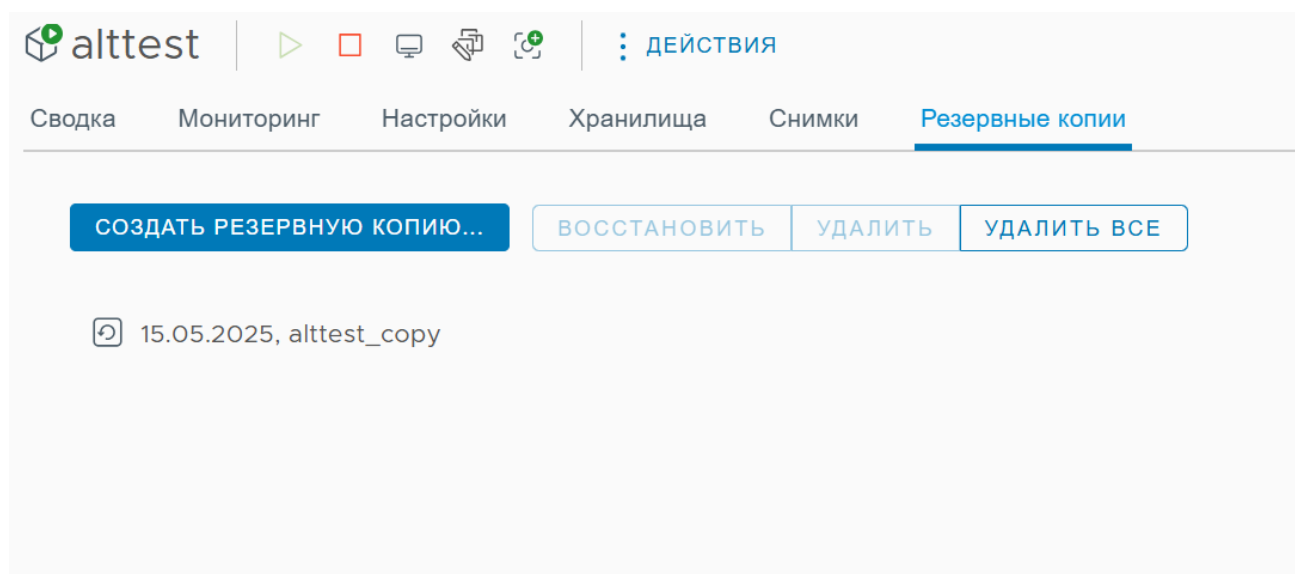 alttest ДЕЙСТВИЯ
Сводка Мониторинг Настройки Хранилища Снимки Резервные копии
СОЗДАТЬ РЕЗЕРВНУЮ КОПИЮ... ВОССТАНОВИТЬ УДАЛИТЬ УДАЛИТЬ ВСЕ
15.05.2025, alttest_copy